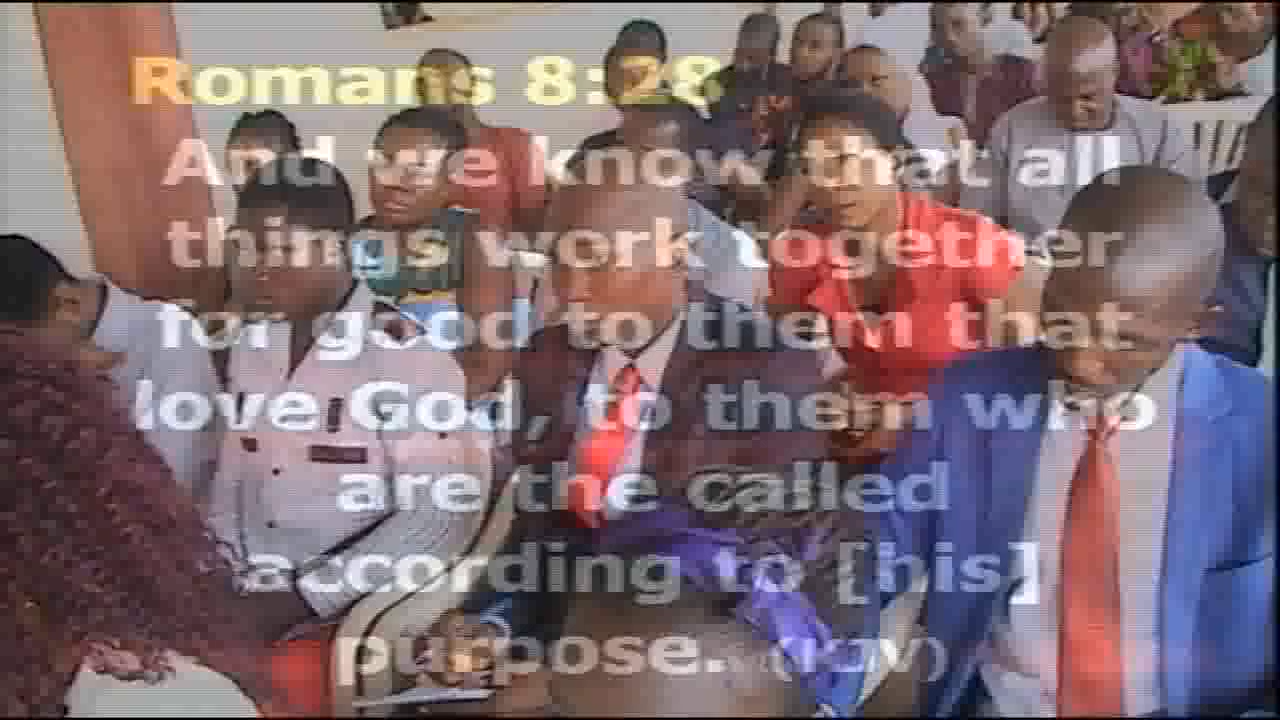 Romans 8:28
And we know that all
things work together
for good to them that
love God, to them who
are the called
according to [his]
purpose. (KJV)